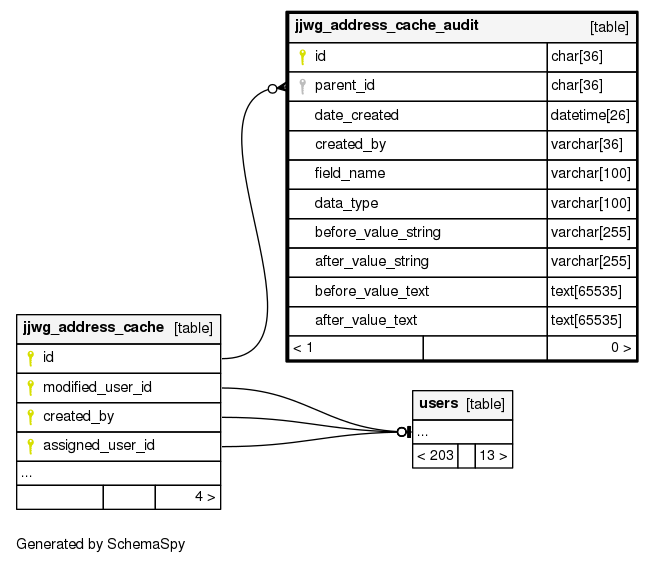 jjwg_address_cache_audit [table]
id char[36]
parent_id char[36]
date_created datetime[26]
created_by varchar[36]
field_name varchar[100]
data_type varchar[100]
before_value_string varchar[255]
after_value_string varchar[255]
before_value_text text[65535]
after_value_text text[65535]
< 1 0 >
jjwg_address_cache [table]
id
modified_user_id
created_by
assigned_user_id
...
4 >
users [table]
...
< 203 13 >
Generated by SchemaSpy